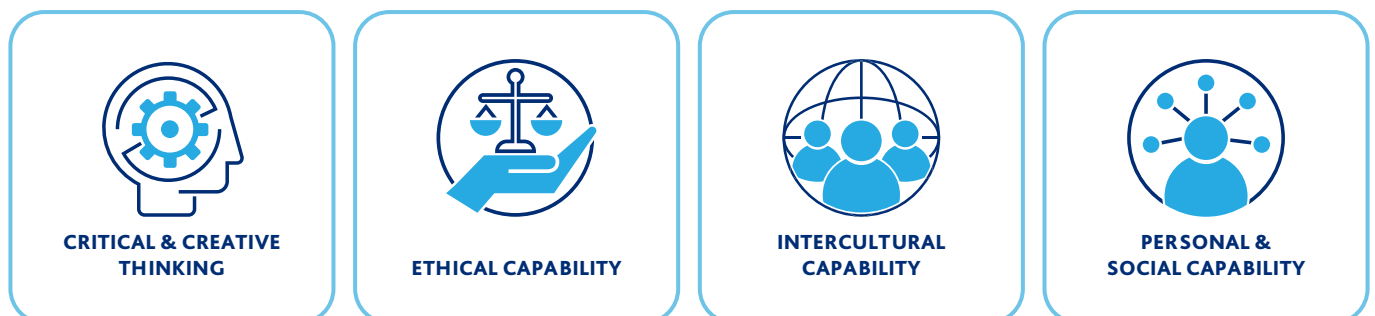 CRITICAL & CREATIVE
THINKING
ETHICAL CAPABILITY
INTERCULTURAL
CAPABILITY
PERSONAL &
SOCIAL CAPABILITY